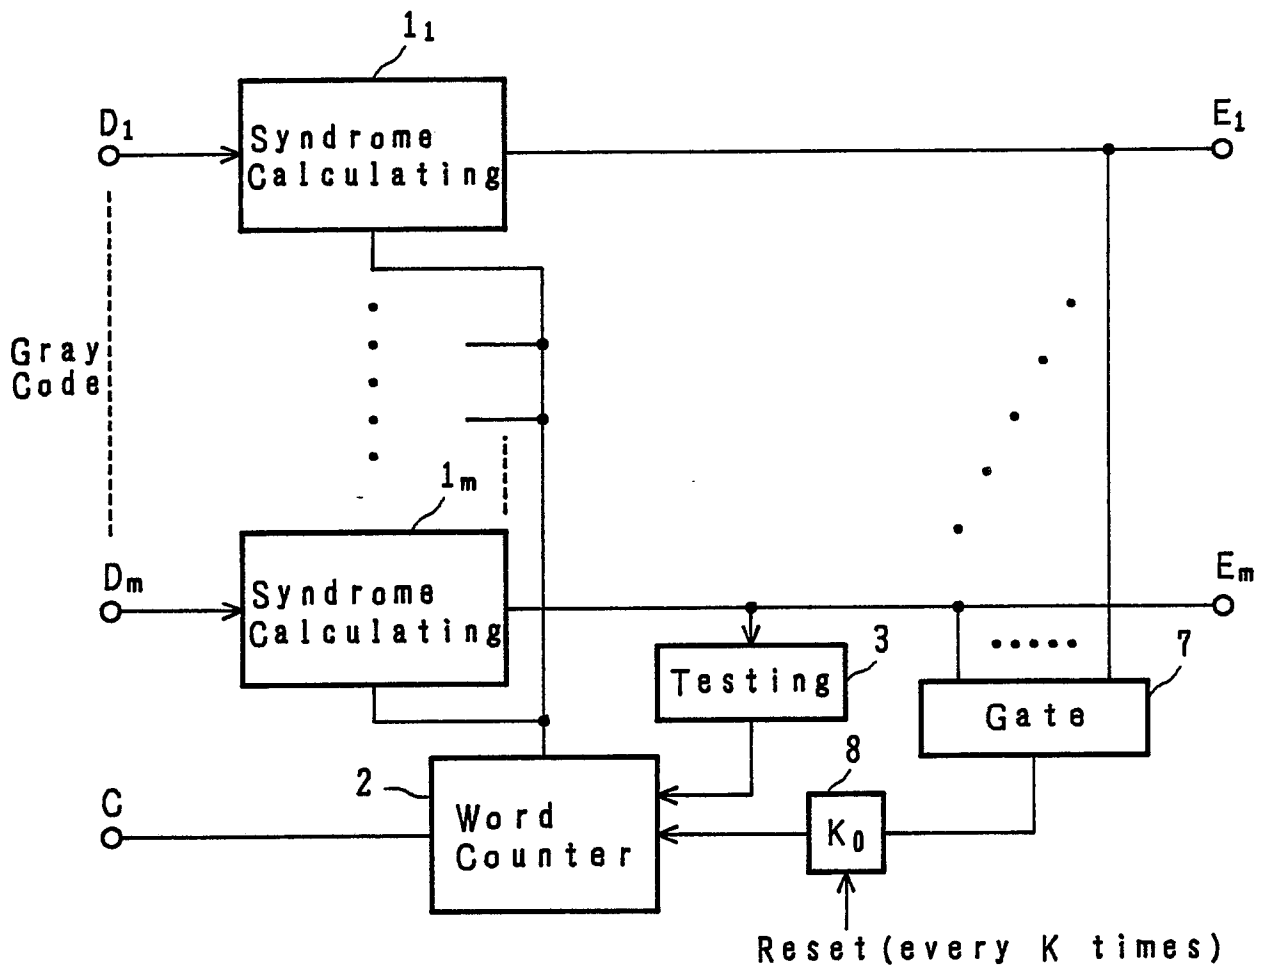 1₁
D₁
Syndrome
Calculating
E₁
Gray
Code
1ₘ
Dₘ
Syndrome
Calculating
Eₘ
3
Testing
7
Gate
8
2
C
Word
Counter
K₀
Reset (every K times)